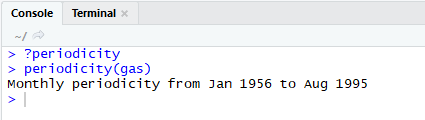 Console Terminal ×
~/
> ?periodicity
> periodicity(gas)
Monthly periodicity from Jan 1956 to Aug 1995
>